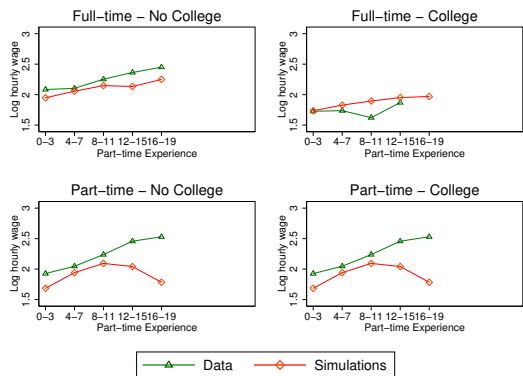 Full−time − No College
Full−time − College
Log hourly wage
1.5 2 2.5 3
0−3 4−7 8−11 12−15 16−19
Part−time Experience
Log hourly wage
1.5 2 2.5 3
0−3 4−7 8−11 12−15 16−19
Part−time Experience
Part−time − No College
Part−time − College
Log hourly wage
1.5 2 2.5 3
0−3 4−7 8−11 12−15 16−19
Part−time Experience
Log hourly wage
1.5 2 2.5 3
0−3 4−7 8−11 12−15 16−19
Part−time Experience
Data Simulations